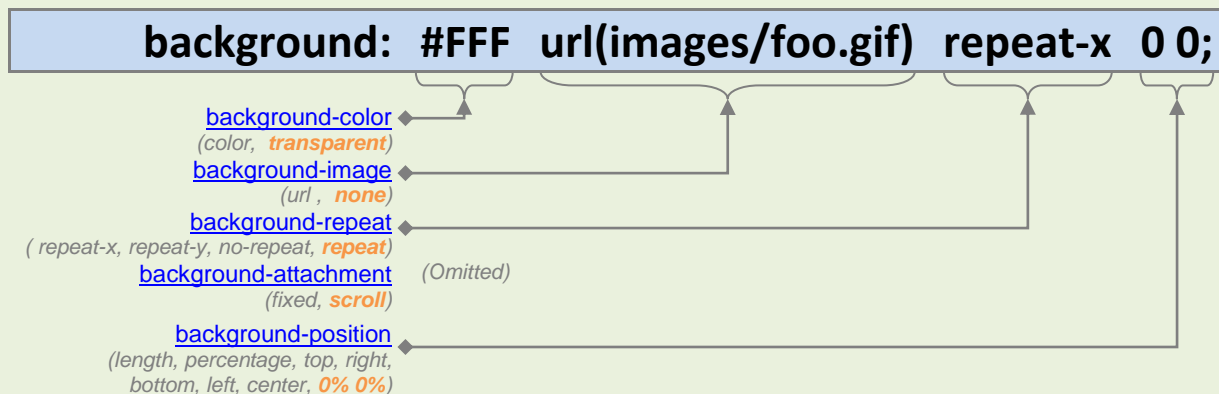 background: #FFF url(images/foo.gif) repeat-x 0 0;
background-color
(color, transparent)
background-image
(url , none)
background-repeat
( repeat-x, repeat-y, no-repeat, repeat)
background-attachment (Omitted)
(fixed, scroll)
background-position
(length, percentage, top, right,
bottom, left, center, 0% 0%)